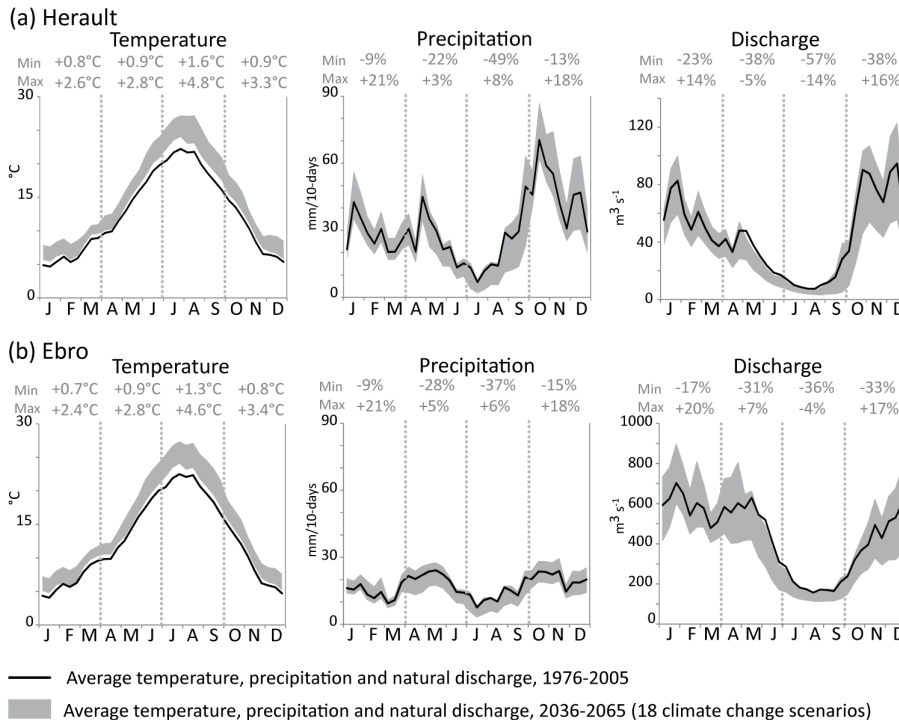 (a) Herault
Temperature
Min +0.8°C +0.9°C +1.6°C +0.9°C
Max +2.6°C +2.8°C +4.8°C +3.3°C
30
15
0
°C
J F M A M J J A S O N D
Precipitation
Min -9% -22% -49% -13%
Max +21% +3% +8% +18%
90
60
30
0
mm/10-days
J F M A M J J A S O N D
Discharge
Min -23% -38% -57% -38%
Max +14% -5% -14% +16%
120
80
40
0
m³ s⁻¹
J F M A M J J A S O N D
(b) Ebro
Temperature
Min +0.7°C +0.9°C +1.3°C +0.8°C
Max +2.4°C +2.8°C +4.6°C +3.4°C
30
15
0
°C
J F M A M J J A S O N D
Precipitation
Min -9% -28% -37% -15%
Max +21% +5% +6% +18%
90
60
30
0
mm/10-days
J F M A M J J A S O N D
Discharge
Min -17% -31% -36% -33%
Max +20% +7% -4% +17%
1000
800
600
400
200
0
m³ s⁻¹
J F M A M J J A S O N D
Average temperature, precipitation and natural discharge, 1976-2005
Average temperature, precipitation and natural discharge, 2036-2065 (18 climate change scenarios)